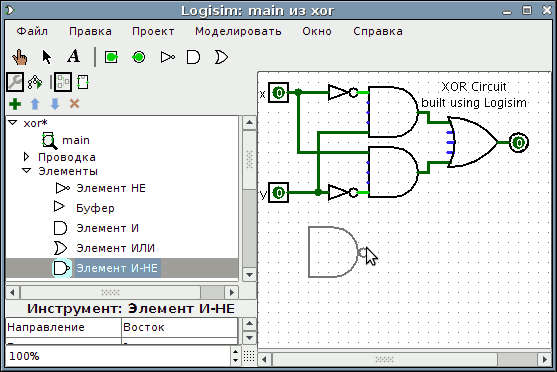 Logisim: main из xor
Файл Правка Проект Моделировать Окно Справка
A
xor*
main
Проводка
Элементы
Элемент НЕ
Буфер
Элемент И
Элемент ИЛИ
Элемент И-НЕ
Инструмент: Элемент И-НЕ
Направление Восток
100%
XOR Circuit
built using Logisim
x 0
0
y 0